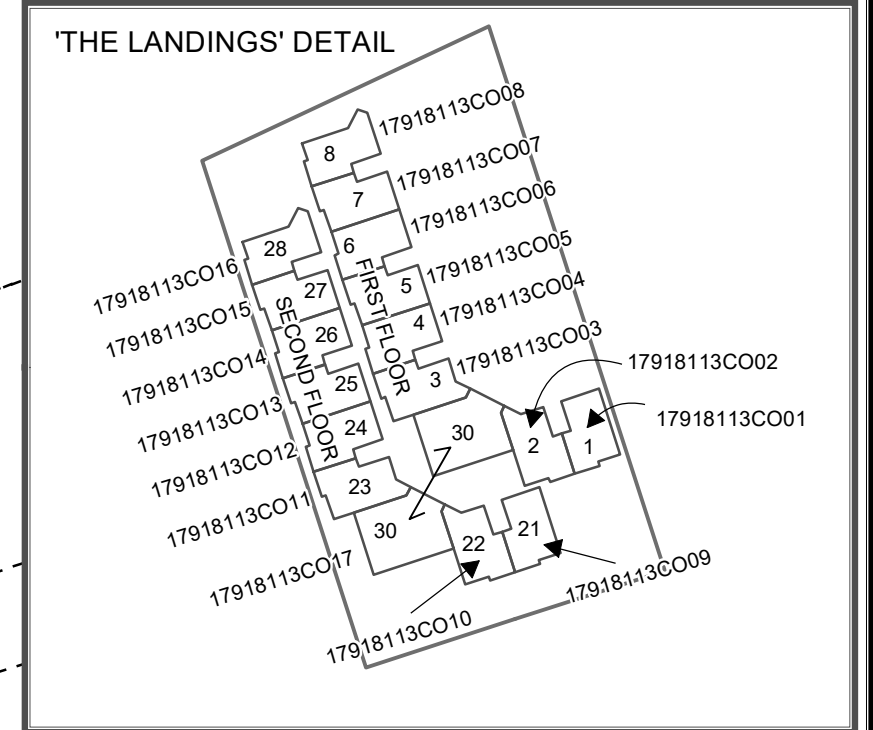 'THE LANDINGS' DETAIL
17918113CO08
8
17918113CO07
7
17918113CO06
6
28
17918113CO05
5
17918113CO16
27
17918113CO04
4
FIRST FLOOR
17918113CO15
26
SECOND FLOOR
17918113CO03
3
17918113CO14
25
17918113CO02
17918113CO13
24
30
2
1
17918113CO01
17918113CO12
23
17918113CO11
30
22
21
17918113CO17
17918113CO09
17918113CO10